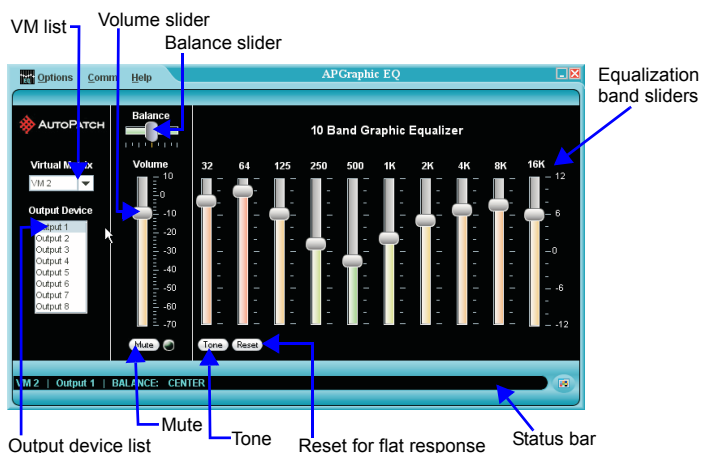 VM list
Volume slider
Balance slider
Equalization
band sliders
Options Comm Help
APGraphic EQ
AUTOPATCH
Balance
10 Band Graphic Equalizer
Virtual Matrix
VM 2
Volume
10
0
-10
-20
-30
-40
-50
-60
-70
32 64 125 250 500 1K 2K 4K 8K 16K
12
6
0
-6
-12
Output Device
Output 1
Output 2
Output 3
Output 4
Output 5
Output 6
Output 7
Output 8
Mute
Tone
Reset
VM 2 | Output 1 | BALANCE: CENTER
Output device list
Mute
Tone
Reset for flat response
Status bar